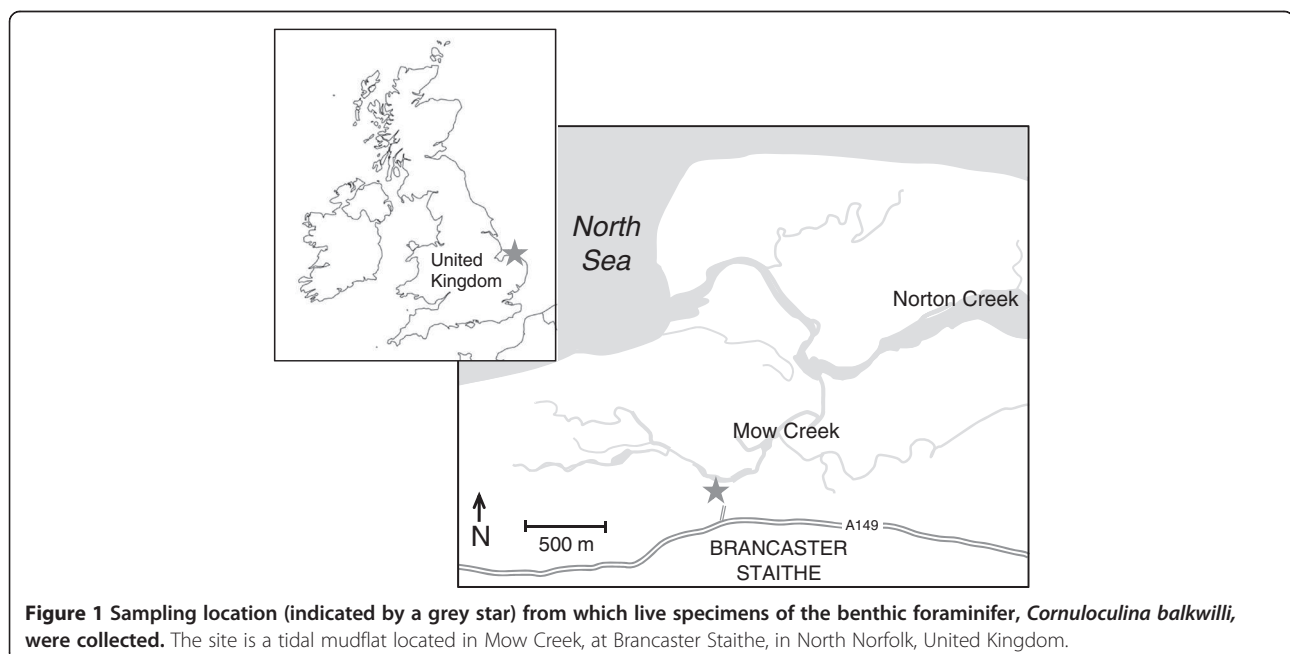 United
Kingdom
North
Sea
Norton Creek
Mow Creek
N
500 m
A149
BRANCASTER
STAITHE
Figure 1 Sampling location (indicated by a grey star) from which live specimens of the benthic foraminifer, Cornuloculina balkwilli,
were collected. The site is a tidal mudflat located in Mow Creek, at Brancaster Staithe, in North Norfolk, United Kingdom.